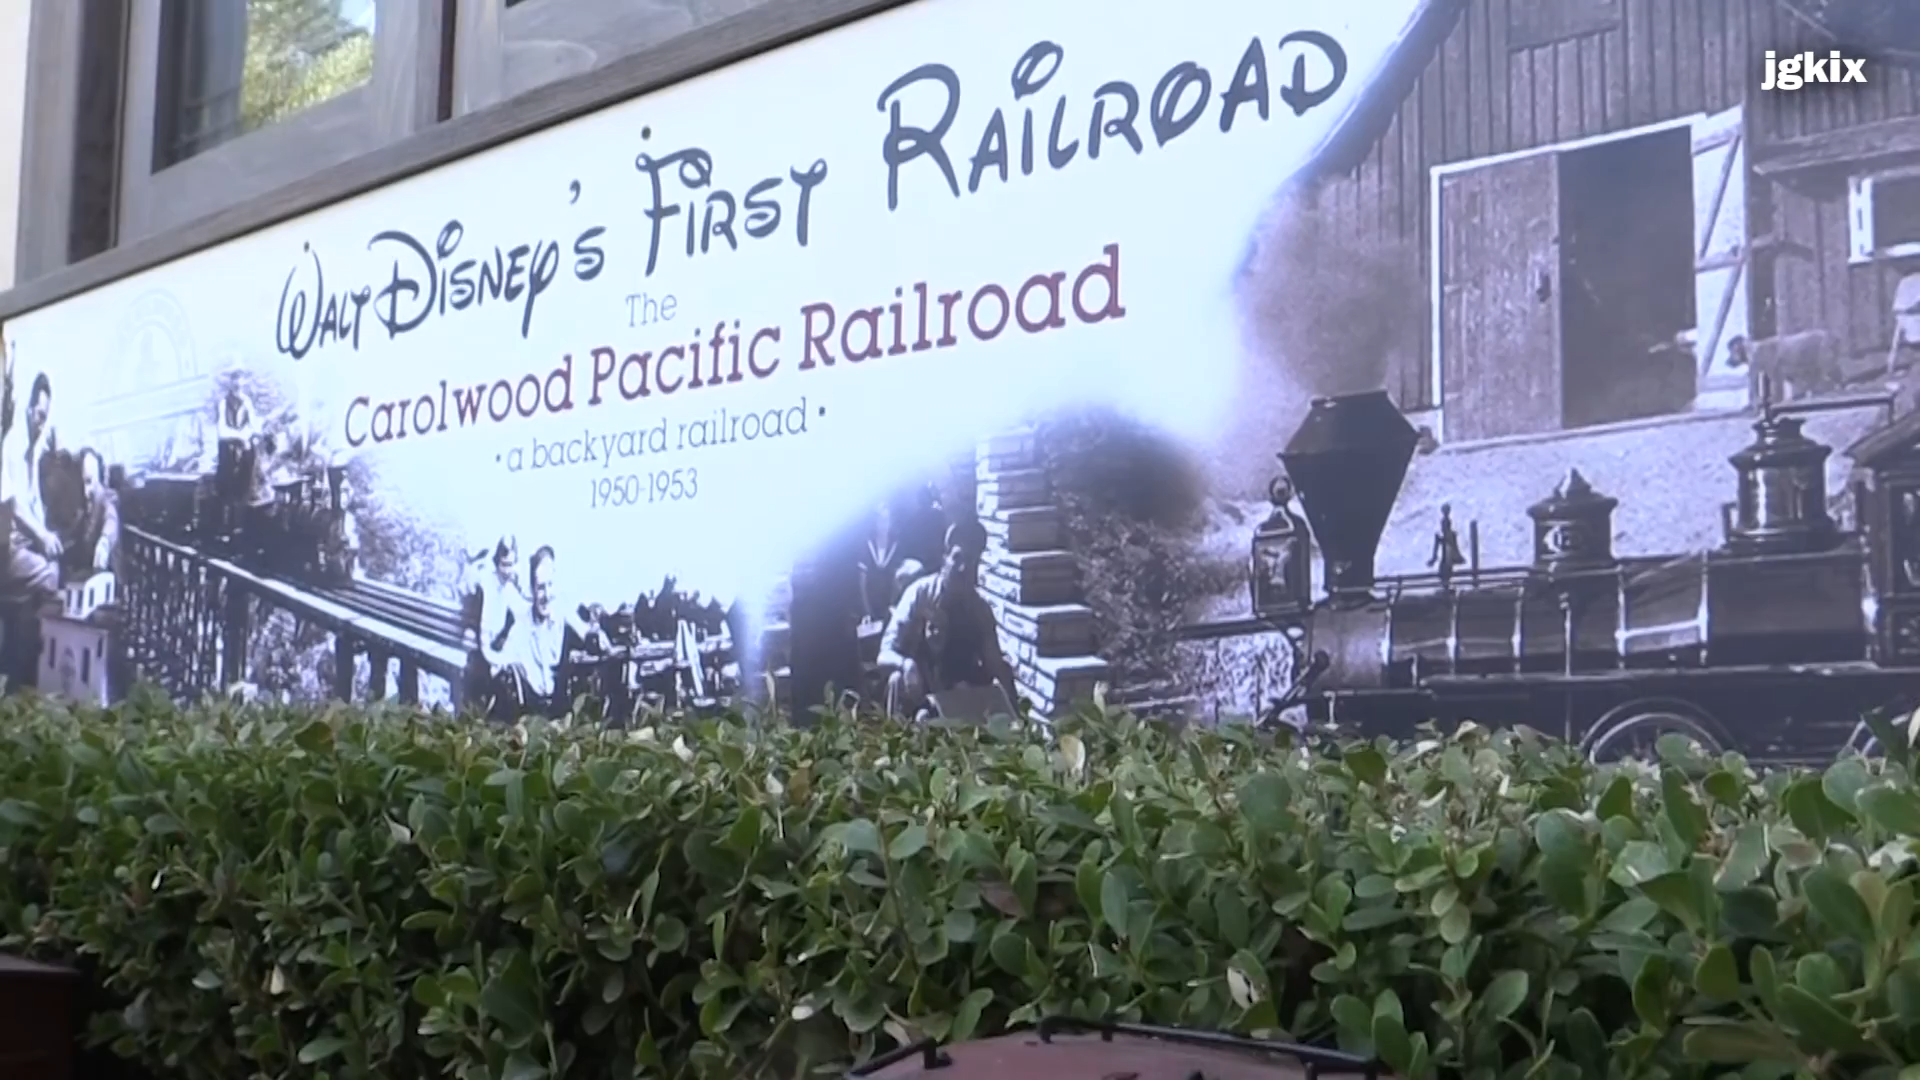 jgkix
WALT DISNEY'S FIRST RAILROAD
The
Carolwood Pacific Railroad
• a backyard railroad •
1950-1953